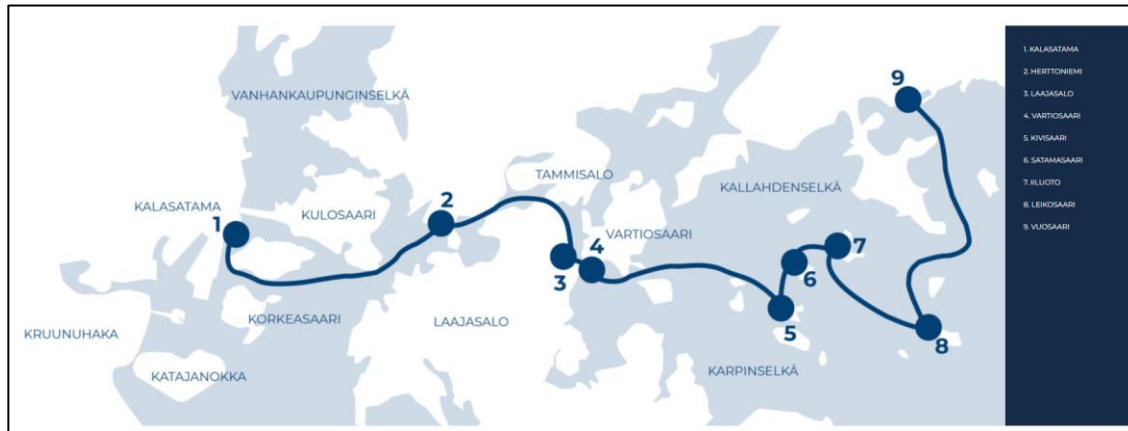 VANHANKAUPUNGINSELKÄ
KALASATAMA
1
KULOSAARI
2
TAMMISALO
3
4
VARTIOSAARI
KALLAHDENSELKÄ
5
6
7
8
9
KRUUNUHAKA
KORKEASAARI
LAAJASALO
KATAJANOKKA
KARPINSELKÄ
1. KALASATAMA
2. HERTTONIEMI
3. LAAJASALO
4. VARTIOSAARI
5. KIVISAARI
6. SATAMASAARI
7. IILUOTO
8. LEIKOSAARI
9. VUOSAARI